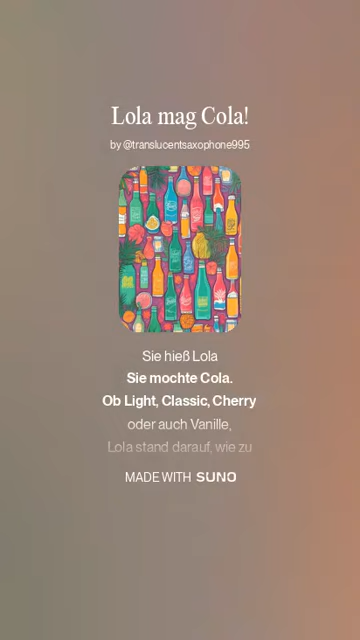 Lola mag Cola!
by @translucentsaxophone995
Sie hieß Lola
Sie mochte Cola.
Ob Light, Classic, Cherry
oder auch Vanille,
Lola stand darauf, wie zu
MADE WITH SUNO